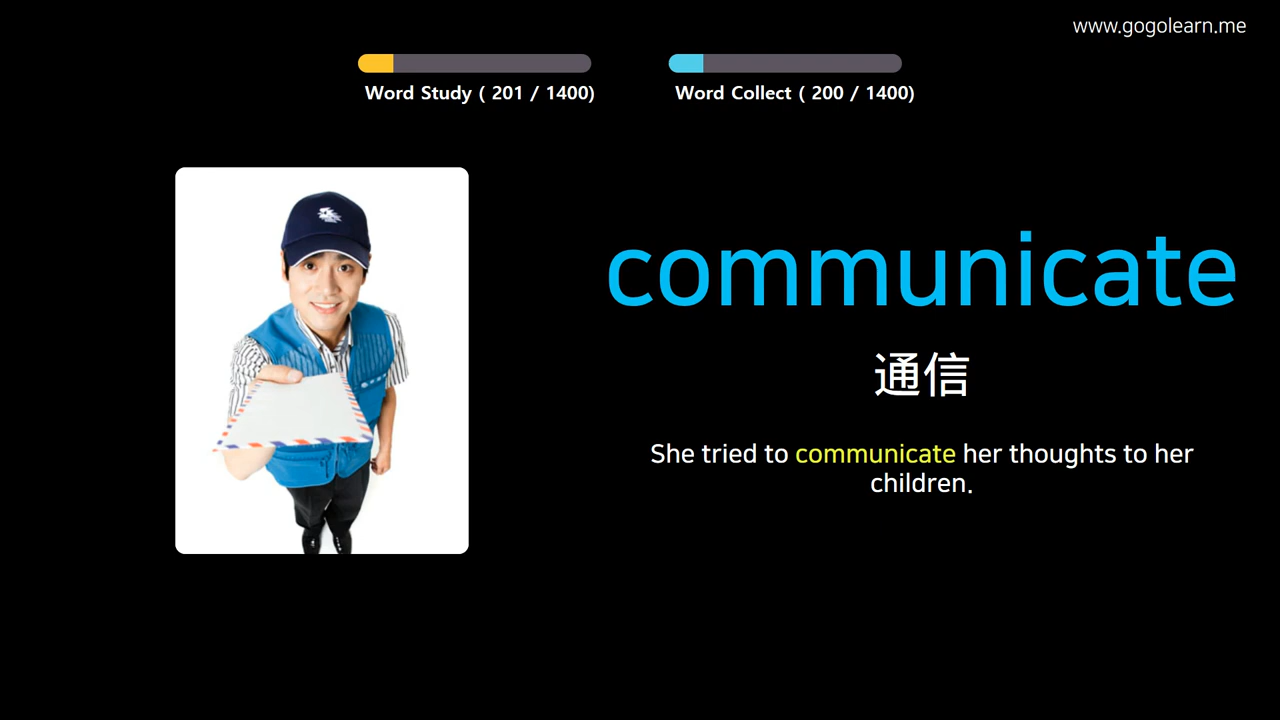 www.gogolearn.me
Word Study ( 201 / 1400)
Word Collect ( 200 / 1400)
communicate
通信
She tried to communicate her thoughts to her
children.